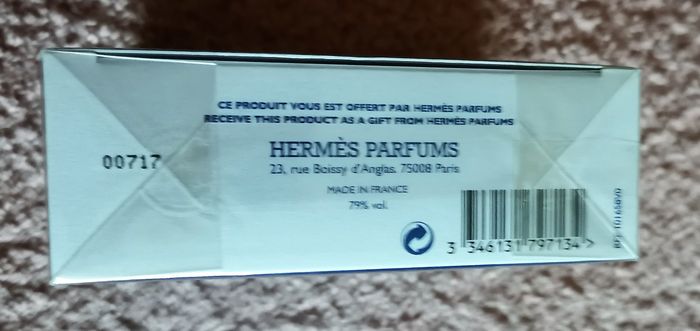 CE PRODUIT VOUS EST OFFERT PAR HERMÈS PARFUMS
RECEIVE THIS PRODUCT AS A GIFT FROM HERMÈS PARFUMS
00717
HERMÈS PARFUMS
23, rue Boissy d'Anglas, 75008 Paris
MADE IN FRANCE
79% vol.
3 346131 797134 >